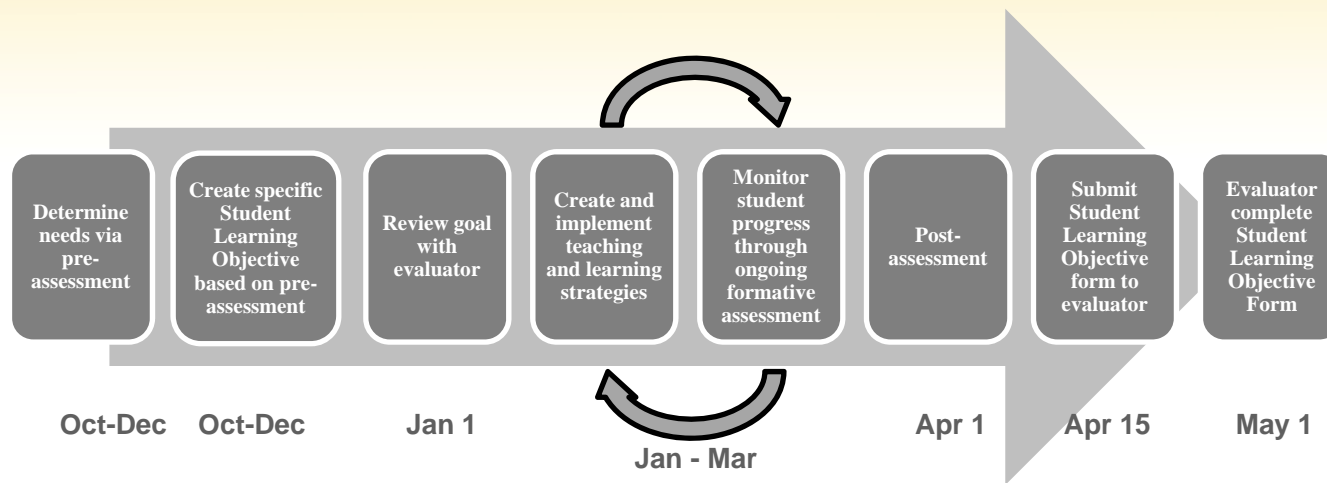 Determine
needs via
pre-
assessment
Create specific
Student
Learning
Objective
based on pre-
assessment
Review goal
with
evaluator
Create and
implement
teaching
and learning
strategies
Monitor
student
progress
through
ongoing
formative
assessment
Post-
assessment
Submit
Student
Learning
Objective
form to
evaluator
Evaluator
complete
Student
Learning
Objective
Form
Oct-Dec
Oct-Dec
Jan 1
Jan - Mar
Apr 1
Apr 15
May 1